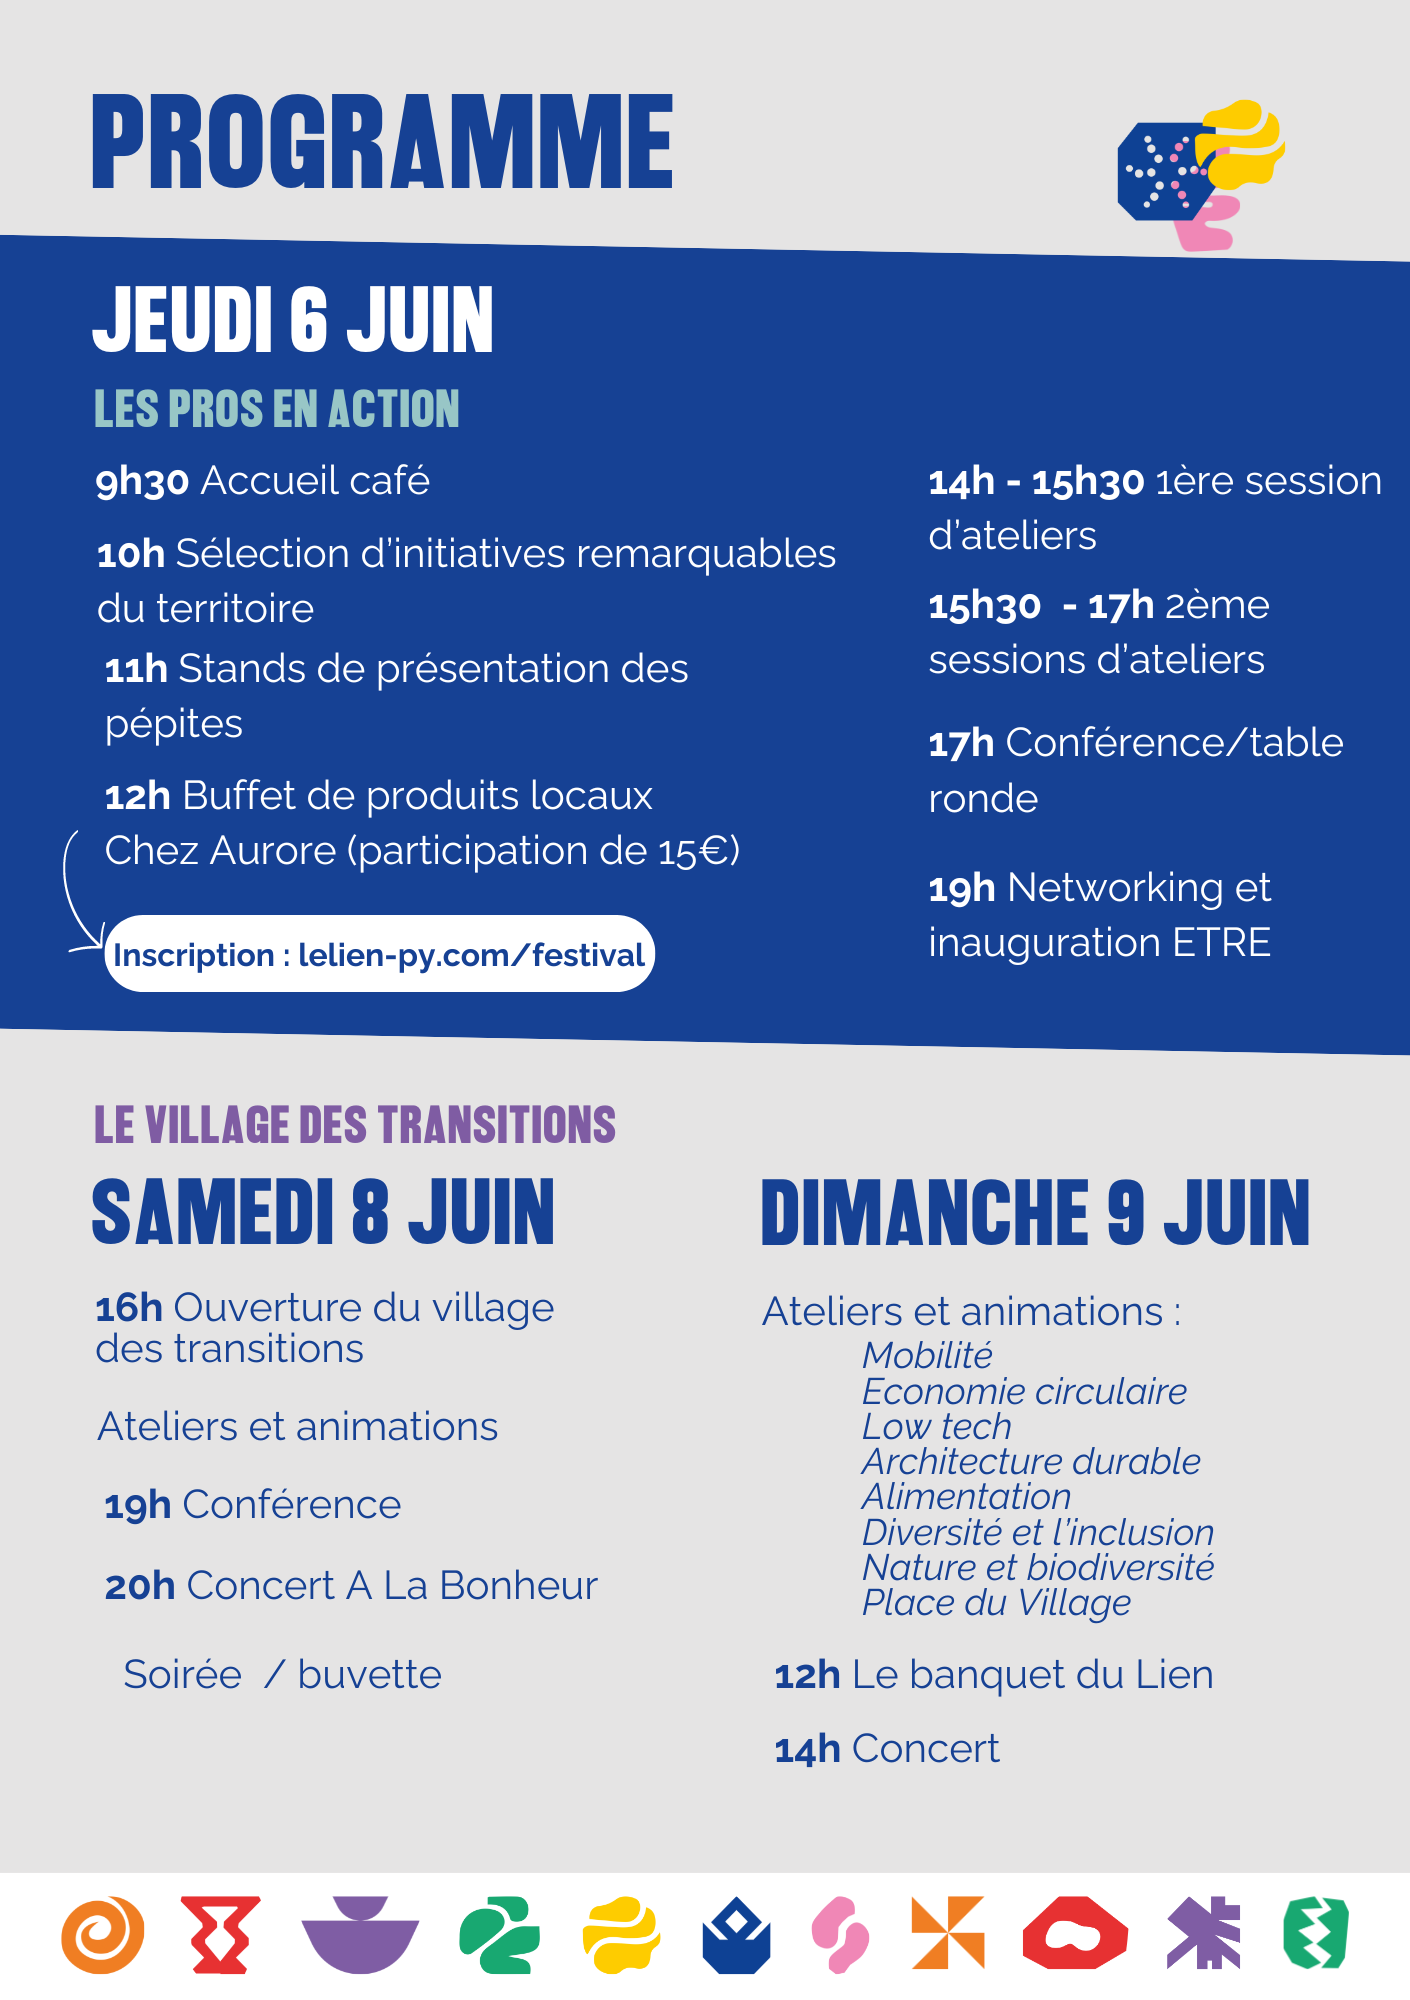 PROGRAMME
JEUDI 6 JUIN
LES PROS EN ACTION
9h30 Accueil café
10h Sélection d'initiatives remarquables
du territoire
11h Stands de présentation des
pépites
12h Buffet de produits locaux
Chez Aurore (participation de 15€)
Inscription : lelien-py.com/festival
14h - 15h30 1ère session
d'ateliers
15h30  - 17h 2ème
sessions d'ateliers
17h Conférence/table
ronde
19h Networking et
inauguration ETRE
LE VILLAGE DES TRANSITIONS
SAMEDI 8 JUIN
16h Ouverture du village
des transitions
Ateliers et animations
19h Conférence
20h Concert A La Bonheur
Soirée  / buvette
DIMANCHE 9 JUIN
Ateliers et animations :
Mobilité
Economie circulaire
Low tech
Architecture durable
Alimentation
Diversité et l'inclusion
Nature et biodiversité
Place du Village
12h Le banquet du Lien
14h Concert